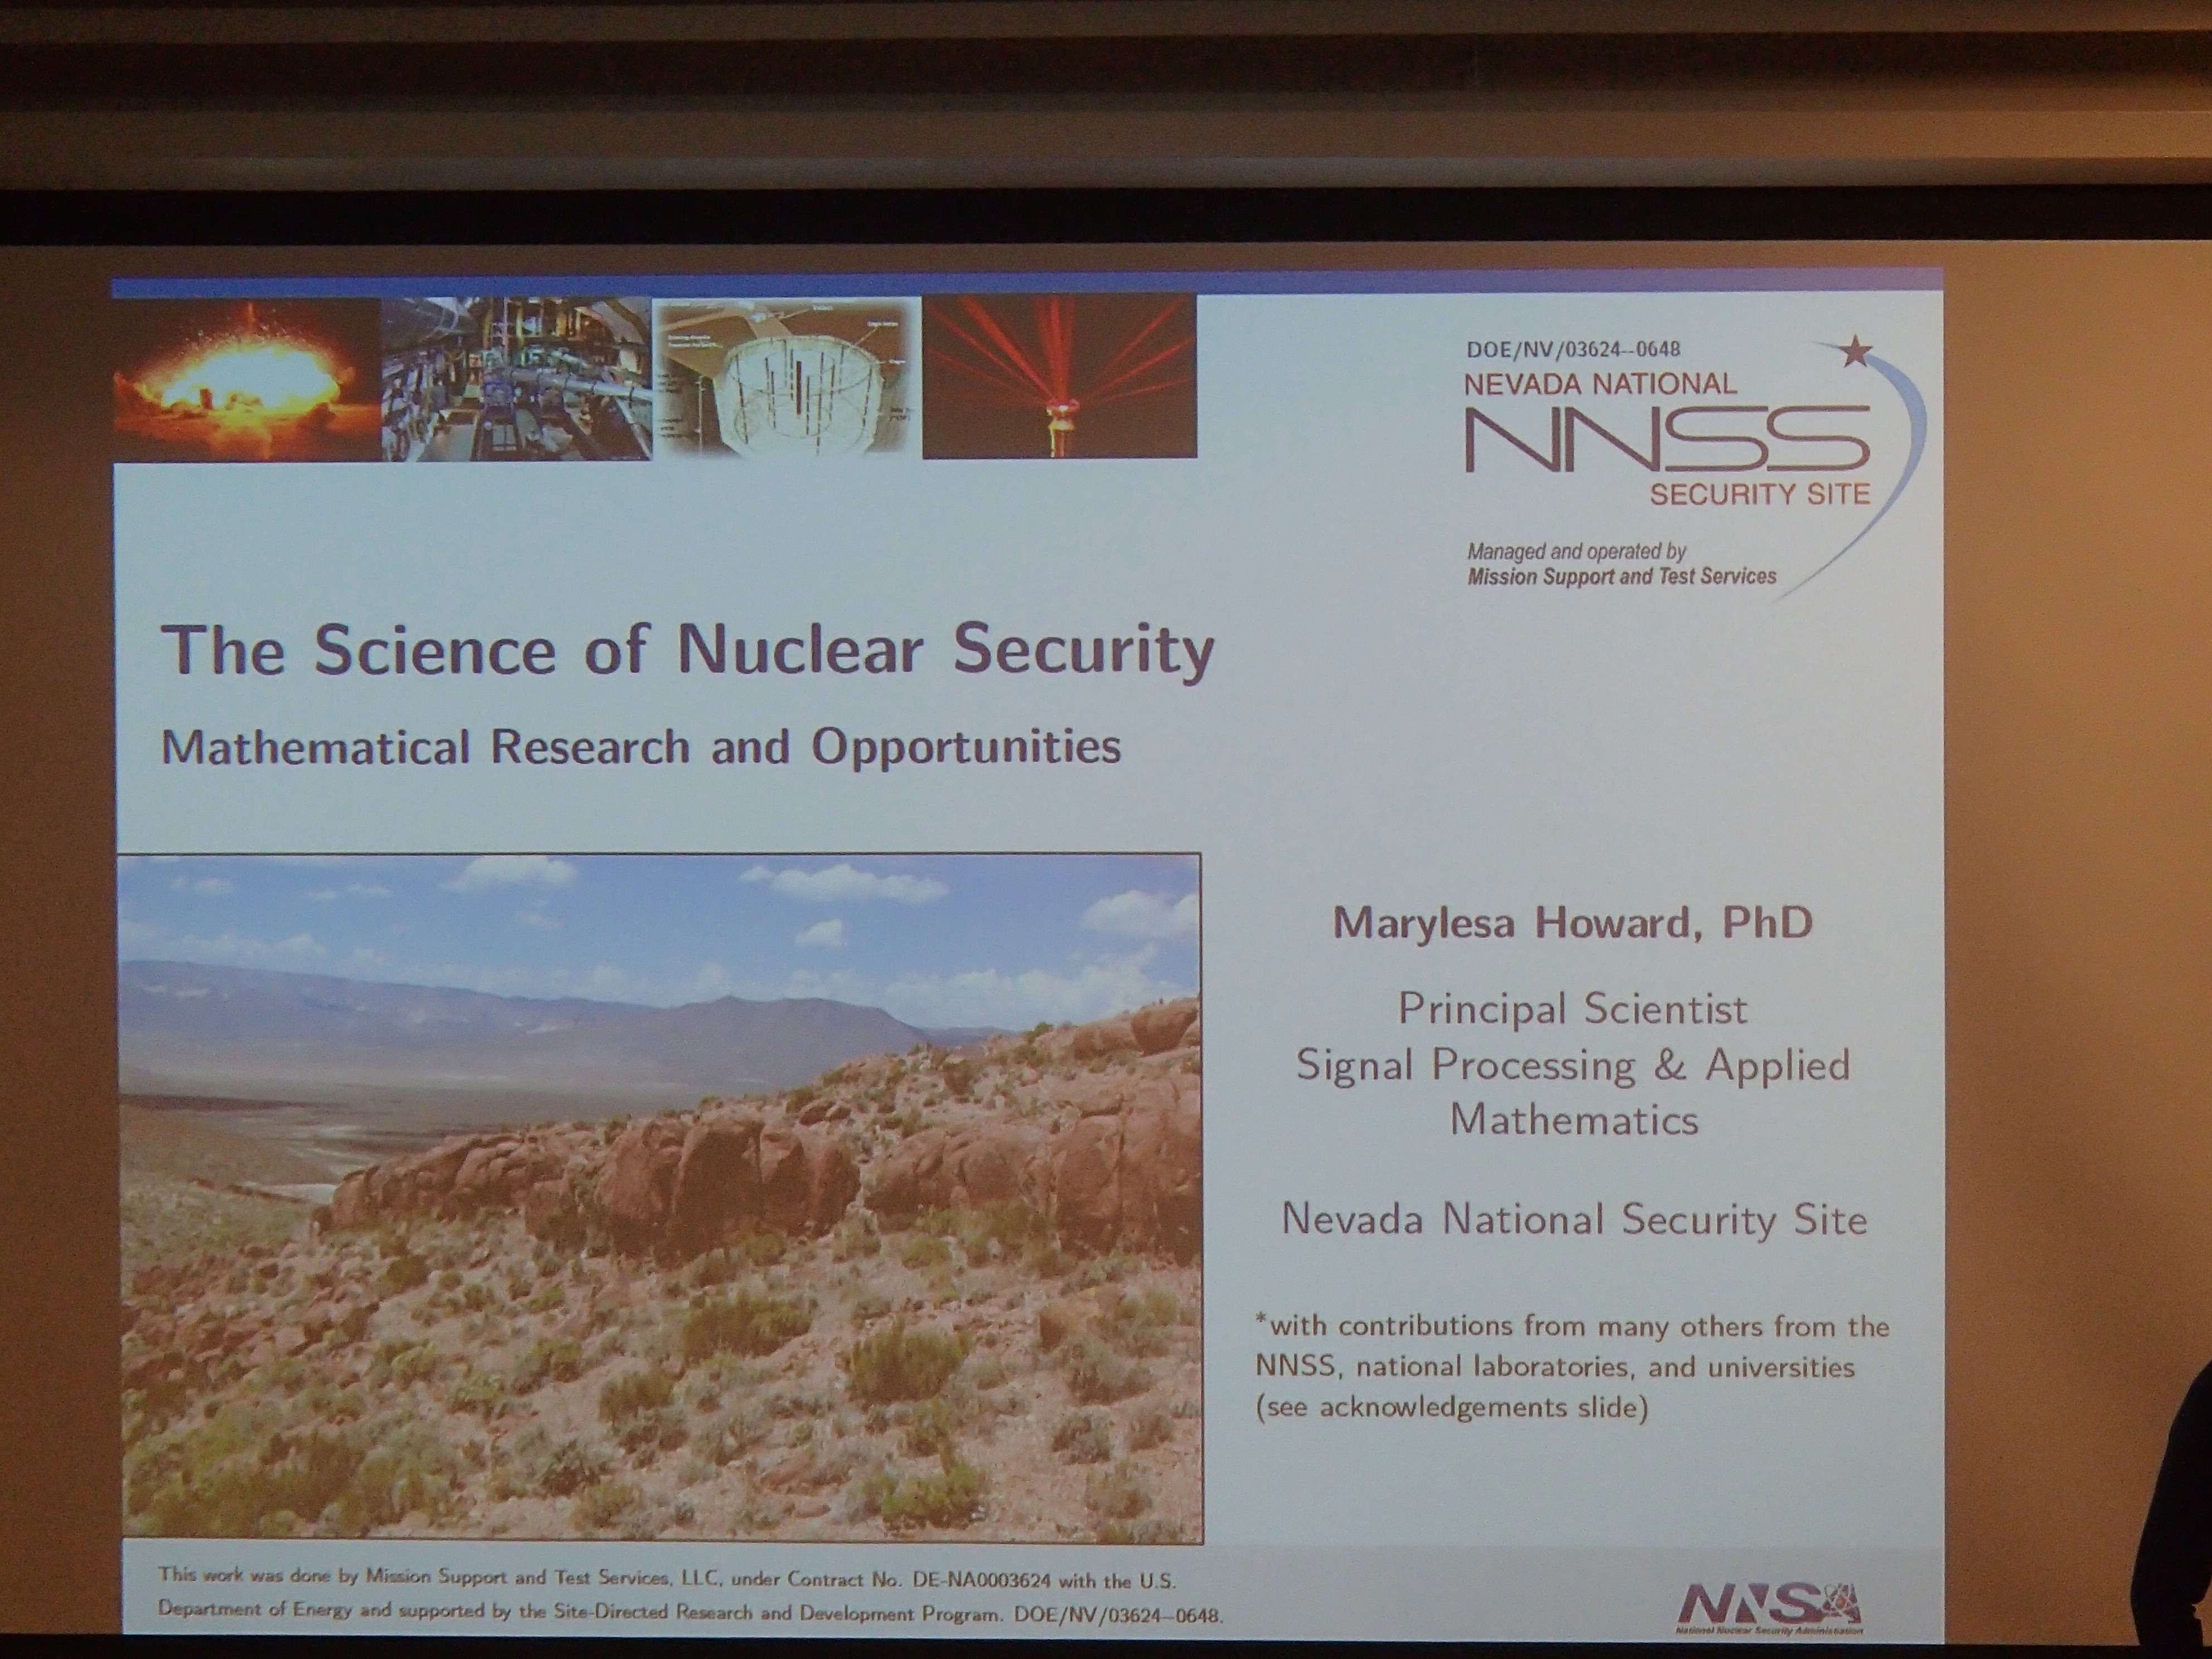 DOE/NV/03624--0648
NEVADA NATIONAL
NNSS
SECURITY SITE
Managed and operated by
Mission Support and Test Services
The Science of Nuclear Security
Mathematical Research and Opportunities
Marylesa Howard, PhD
Principal Scientist
Signal Processing & Applied
Mathematics
Nevada National Security Site
*with contributions from many others from the
NNSS, national laboratories, and universities
(see acknowledgements slide)
This work was done by Mission Support and Test Services, LLC, under Contract No. DE-NA0003624 with the U.S.
Department of Energy and supported by the Site-Directed Research and Development Program. DOE/NV/03624--0648.
NNSA
National Nuclear Security Administration